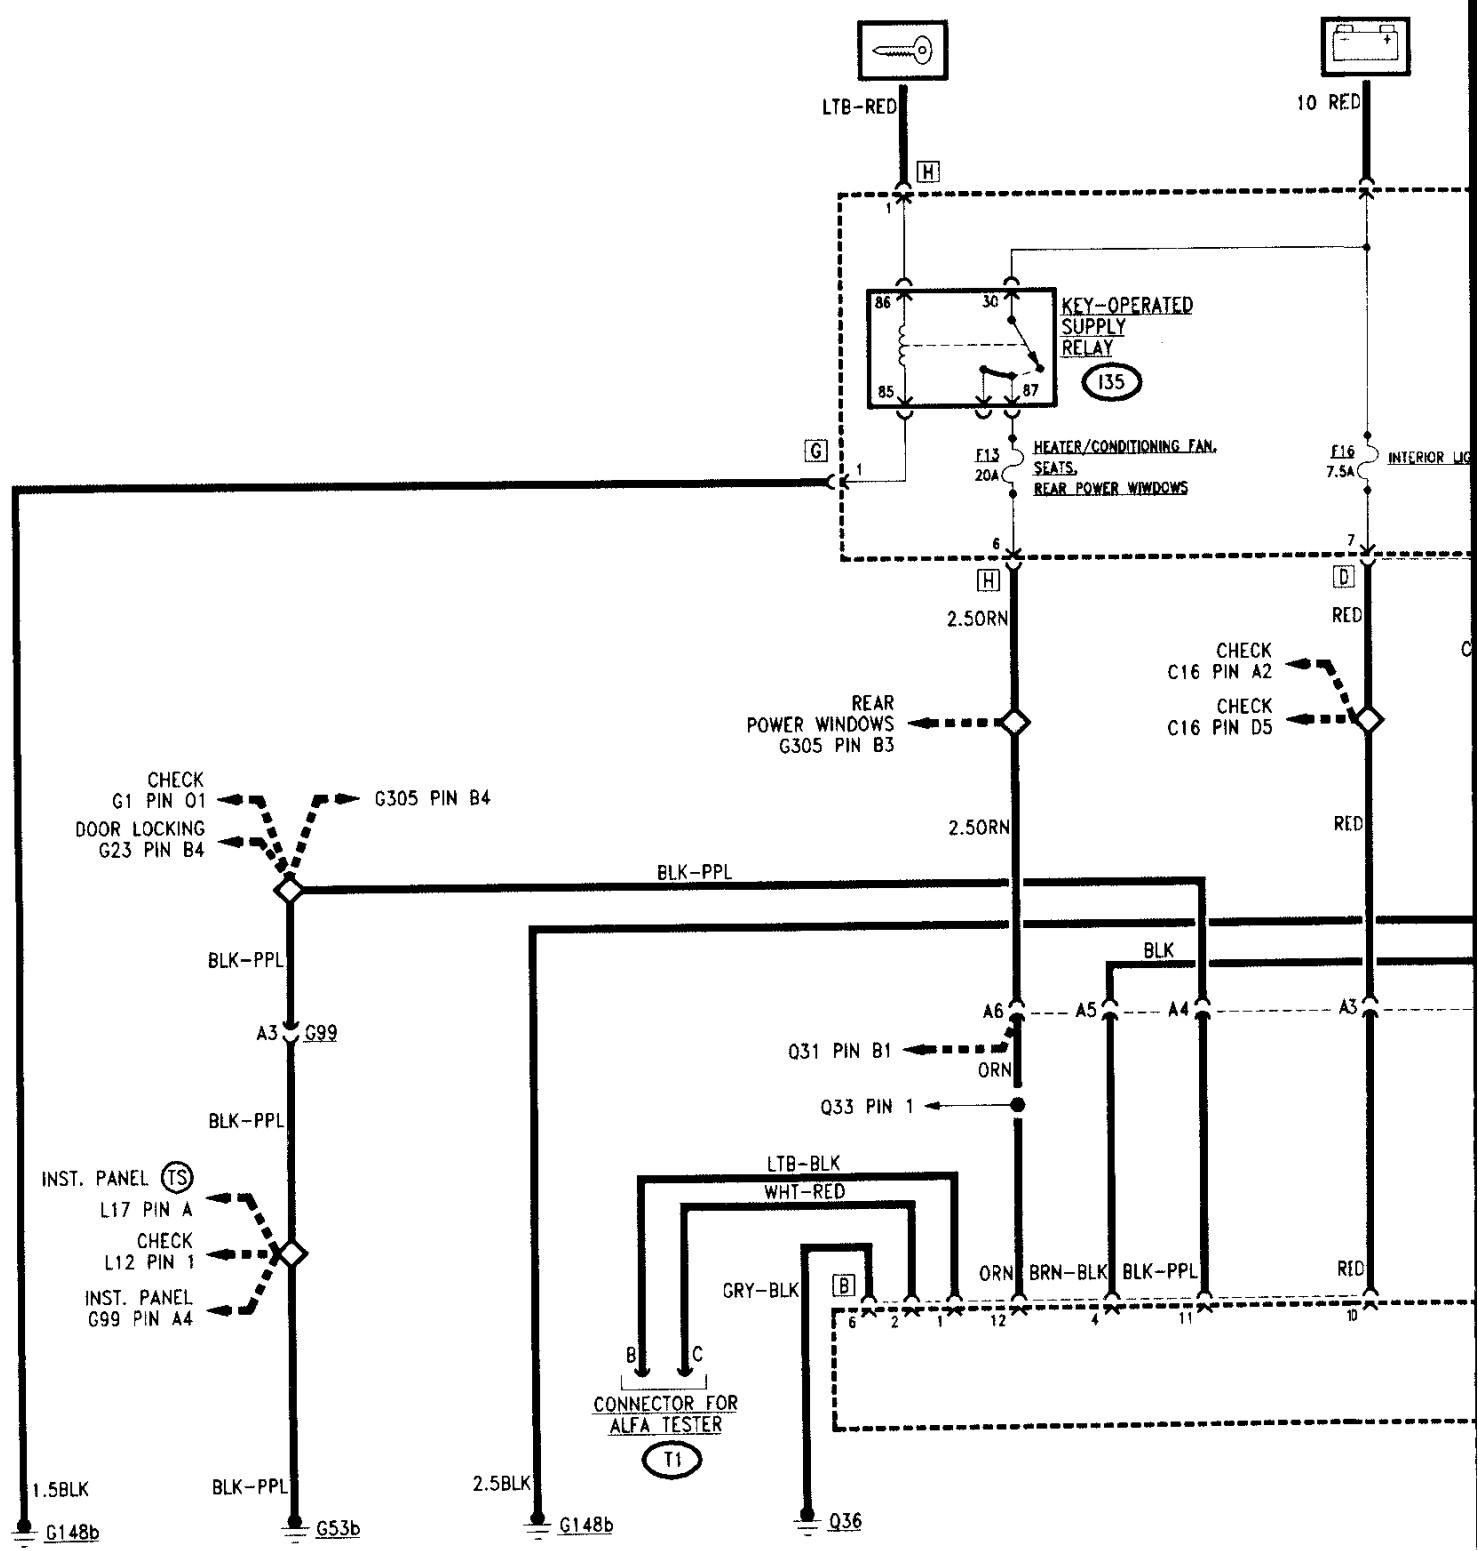 LTB-RED
10 RED
H
1
86
30
KEY-OPERATED
SUPPLY
RELAY
I35
85
87
G
1
F13
20A
HEATER/CONDITIONING FAN,
SEATS,
REAR POWER WIWDOWS
F16
7.5A
INTERIOR LIG
6
7
H
D
2.5ORN
RED
CHECK
C16 PIN A2
C
REAR
POWER WINDOWS
G305 PIN B3
CHECK
C16 PIN D5
CHECK
G1 PIN O1
G305 PIN B4
DOOR LOCKING
G23 PIN B4
2.5ORN
RED
BLK-PPL
BLK-PPL
BLK
A3 G99
A6
A5
A4
A3
Q31 PIN B1
ORN
Q33 PIN 1
BLK-PPL
LTB-BLK
WHT-RED
INST. PANEL TS
L17 PIN A
CHECK
L12 PIN 1
INST. PANEL
G99 PIN A4
GRY-BLK
B
ORN
BRN-BLK
BLK-PPL
RED
6
2
1
12
4
11
10
B
C
CONNECTOR FOR
ALFA TESTER
T1
1.5BLK
BLK-PPL
2.5BLK
G148b
G53b
G148b
Q36